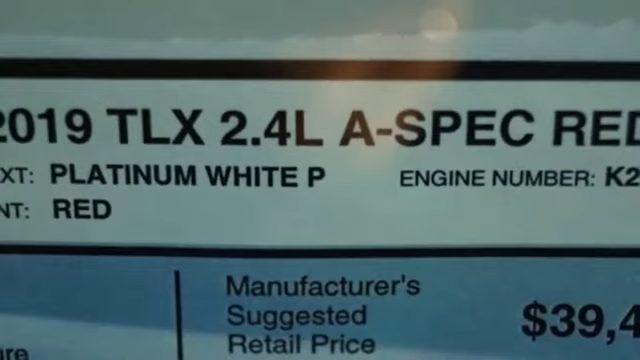 2019 TLX 2.4L A-SPEC RED
XT: PLATINUM WHITE P ENGINE NUMBER: K2
NT: RED
Manufacturer's
Suggested $39,4
Retail Price
ure